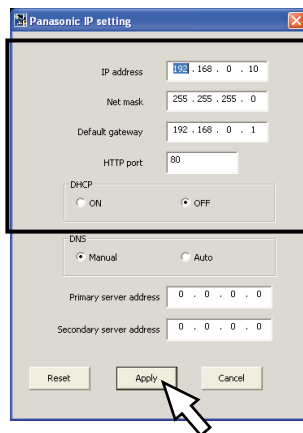 Panasonic IP setting
IP address 192 . 168 . 0 . 10
Net mask 255 . 255 . 255 . 0
Default gateway 192 . 168 . 0 . 1
HTTP port 80
DHCP
ON OFF
DNS
Manual Auto
Primary server address 0 . 0 . 0 . 0
Secondary server address 0 . 0 . 0 . 0
Reset Apply Cancel